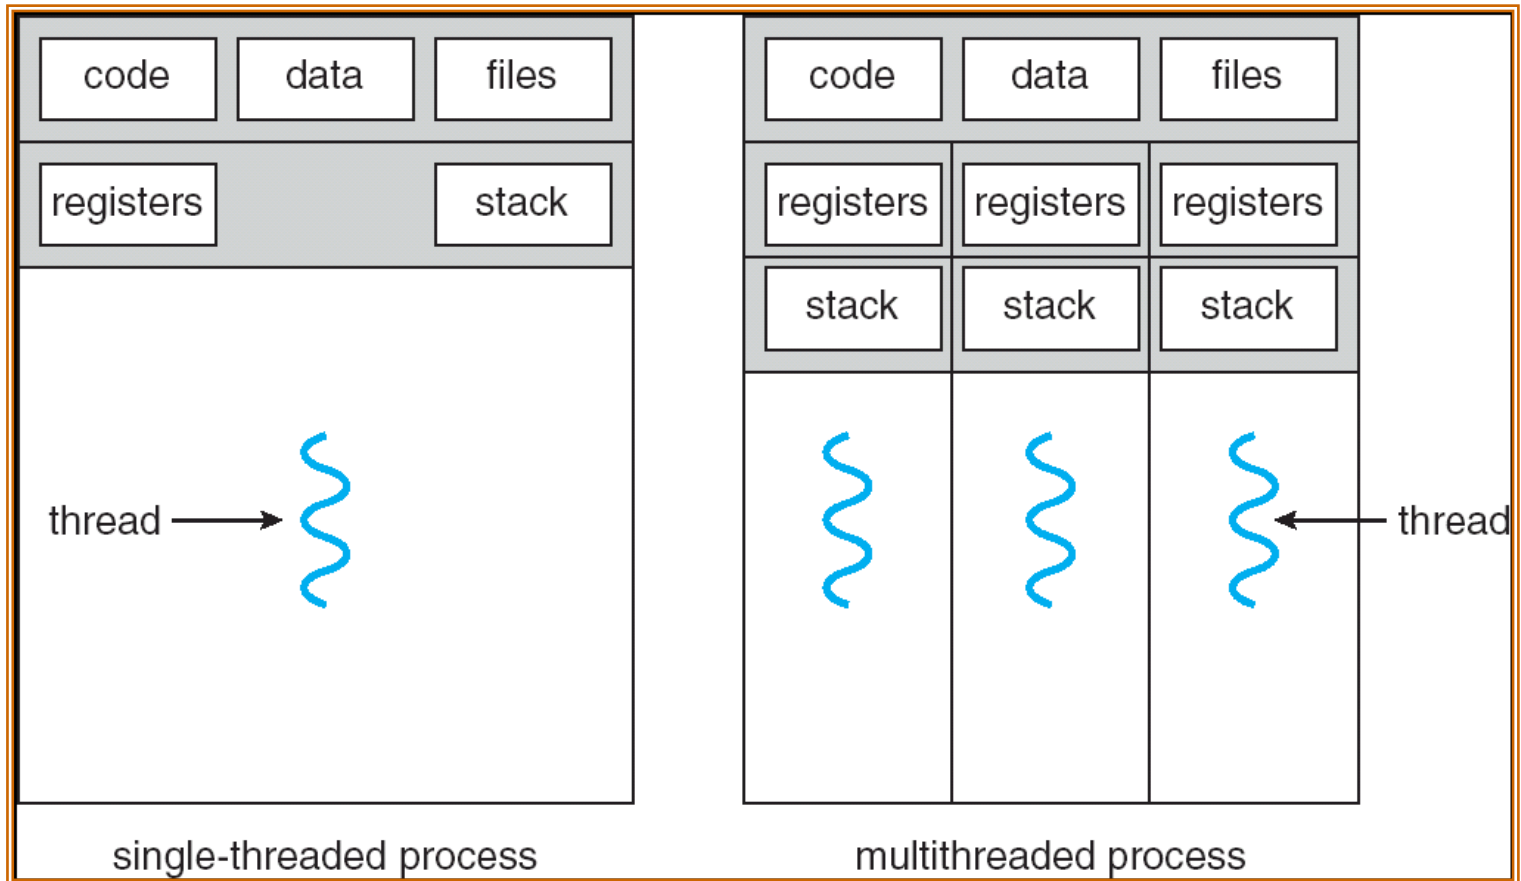 code data files
registers stack
thread
single-threaded process
code data files
registers registers registers
stack stack stack
thread
multithreaded process